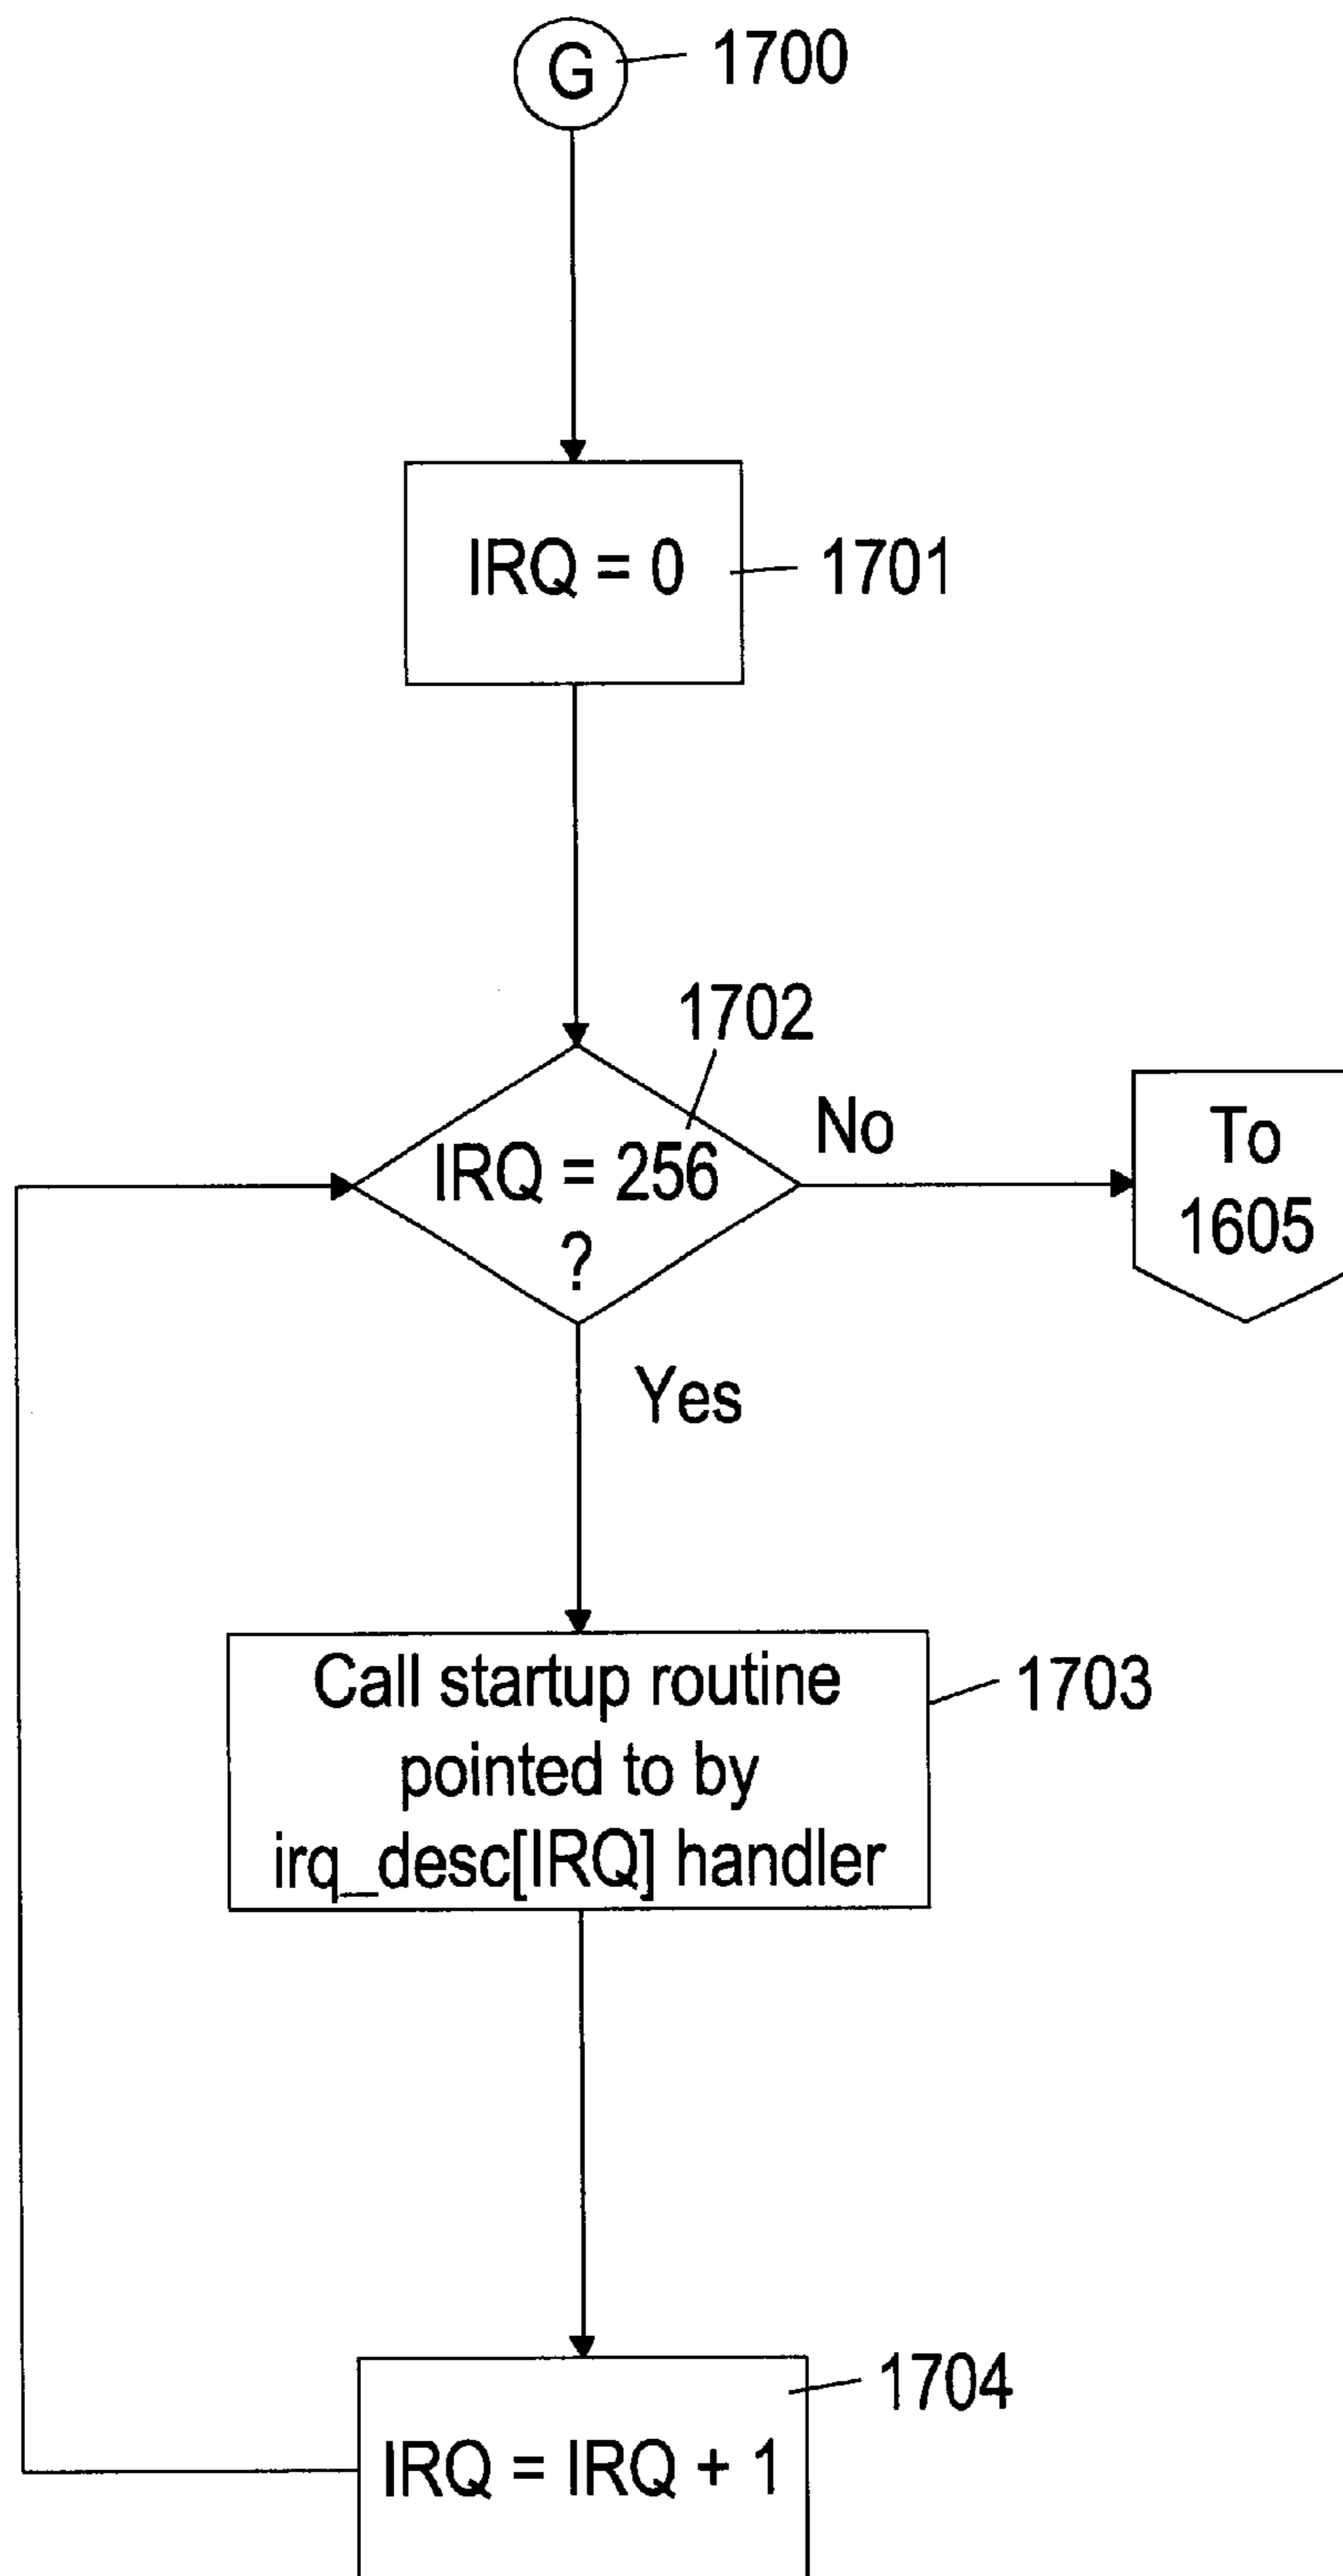 G
1700
IRQ = 0
1701
1702
IRQ = 256
?
No
To
1605
Yes
Call startup routine
pointed to by
irq_desc[IRQ] handler
1703
1704
IRQ = IRQ + 1